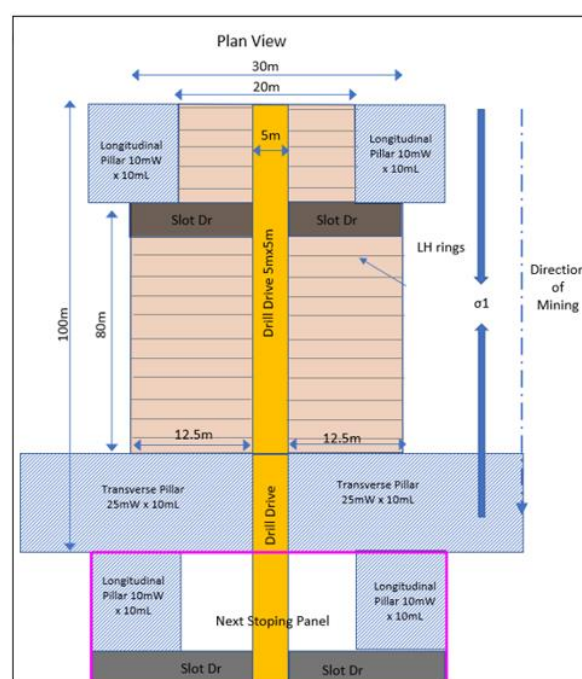 Plan View
30m
20m
5m
Longitudinal
Pillar 10mW
x 10mL
Longitudinal
Pillar 10mW
x 10mL
Slot Dr
Slot Dr
LH rings
Drill Drive 5mx5m
Direction
of
Mining
σ1
100m
80m
12.5m
12.5m
Transverse Pillar
25mW x 10mL
Drill Drive
Transverse Pillar
25mW x 10mL
Longitudinal
Pillar 10mW
x 10mL
Longitudinal
Pillar 10mW
x 10mL
Next Stoping Panel
Slot Dr
Slot Dr